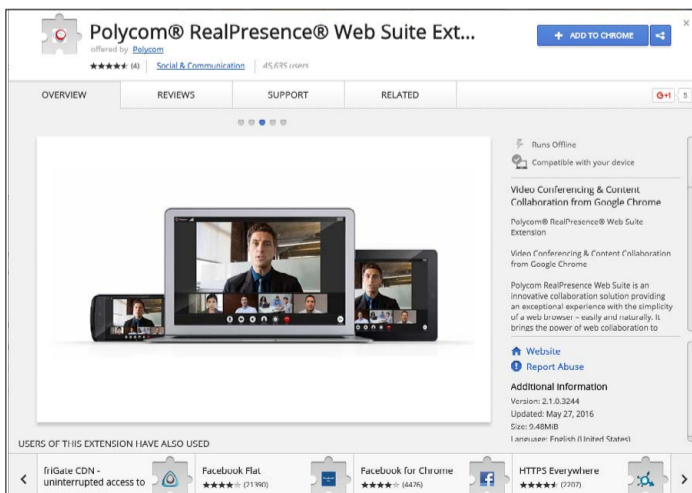 Polycom® RealPresence® Web Suite Ext...
offered by Polycom
(4)
Social & Communication
45,635 users
+ ADD TO CHROME
OVERVIEW
REVIEWS
SUPPORT
RELATED
G+1
5
Runs Offline
Compatible with your device
Video Conferencing & Content
Collaboration from Google Chrome
Polycom® RealPresence® Web Suite
Extension
Video Conferencing & Content Collaboration
from Google Chrome
Polycom RealPresence Web Suite is an
innovative collaboration solution providing
an exceptional experience with the simplicity
of a web browser – easily and naturally. It
brings the power of web collaboration to
Website
Report Abuse
Additional Information
Version: 2.1.0.3244
Updated: May 27, 2016
Size: 9.48MiB
Language: English (United States)
USERS OF THIS EXTENSION HAVE ALSO USED
friGate CDN -
uninterrupted access to
Facebook Flat
(21390)
Facebook for Chrome
(4476)
HTTPS Everywhere
(2207)